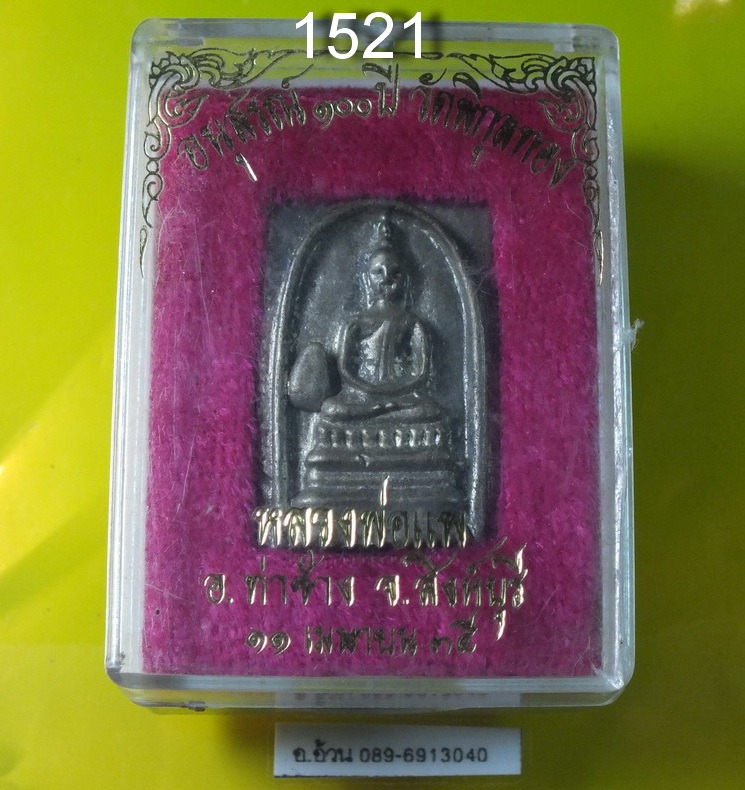 1521
อนุสรณ์ ๑๐๐ ปี วัดพิกุลทอง
หลวงพ่อแพ
อ. ท่าช้าง จ. สิงห์บุรี
๑๑ เมษายน ๓๕
อ.อ้วน 089-6913040